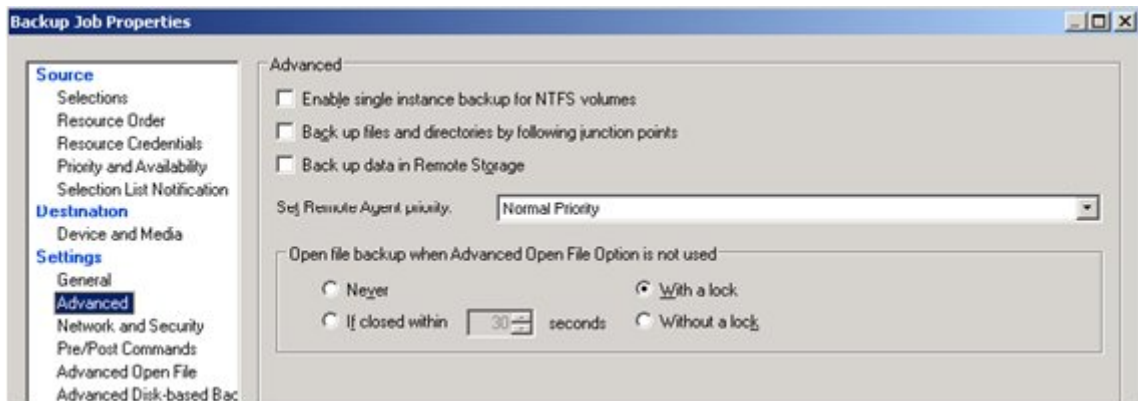 Backup Job Properties
Source
Selections
Resource Order
Resource Credentials
Priority and Availability
Selection List Notification
Destination
Device and Media
Settings
General
Advanced
Network and Security
Pre/Post Commands
Advanced Open File
Advanced Disk-based Bac
Advanced
Enable single instance backup for NTFS volumes
Back up files and directories by following junction points
Back up data in Remote Storage
Set Remote Agent priority: Normal Priority
Open file backup when Advanced Open File Option is not used
Never With a lock
If closed within 30 seconds Without a lock